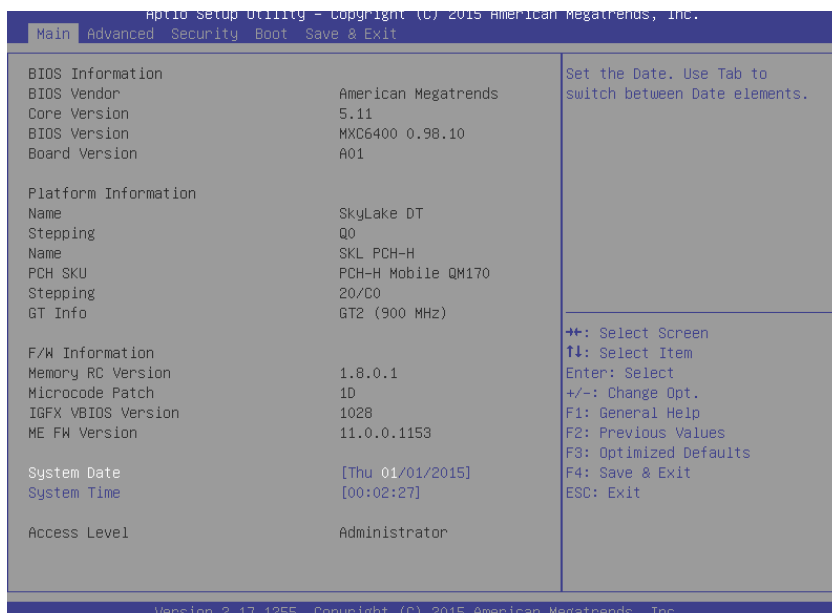 Aptio Setup Utility – Copyright (C) 2015 American Megatrends, Inc.
Main Advanced Security Boot Save & Exit
BIOS Information
BIOS Vendor American Megatrends
Core Version 5.11
BIOS Version MXC6400 0.98.10
Board Version A01
Platform Information
Name SkyLake DT
Stepping Q0
Name SKL PCH-H
PCH SKU PCH-H Mobile QM170
Stepping 20/C0
GT Info GT2 (900 MHz)
F/W Information
Memory RC Version 1.8.0.1
Microcode Patch 1D
IGFX VBIOS Version 1028
ME FW Version 11.0.0.1153
System Date [Thu 01/01/2015]
System Time [00:02:27]
Access Level Administrator
Set the Date. Use Tab to
switch between Date elements.
→←: Select Screen
↑↓: Select Item
Enter: Select
+/-: Change Opt.
F1: General Help
F2: Previous Values
F3: Optimized Defaults
F4: Save & Exit
ESC: Exit
Version 2.17.1255. Copyright (C) 2015 American Megatrends, Inc.